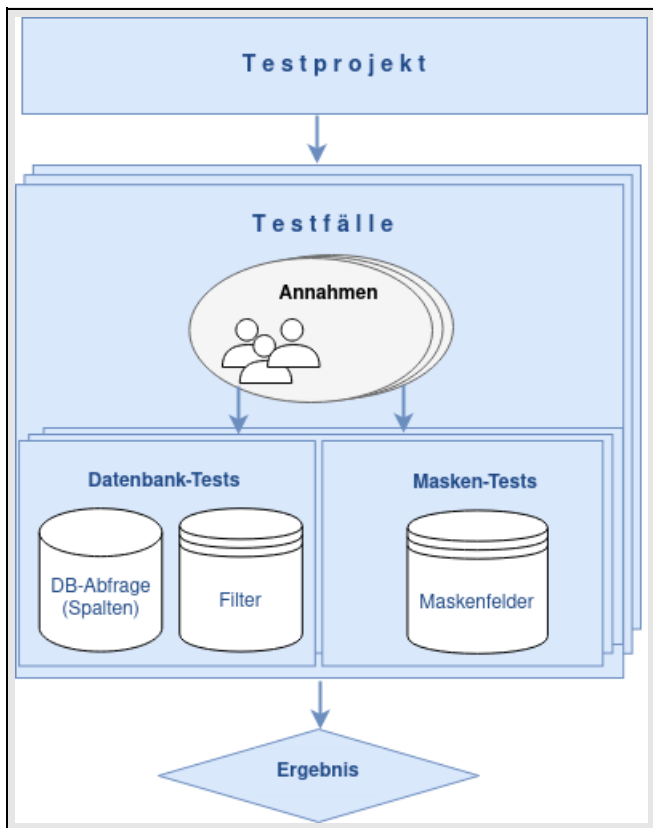 Testprojekt
Testfälle
Annahmen
Datenbank-Tests
Masken-Tests
DB-Abfrage
(Spalten)
Filter
Maskenfelder
Ergebnis